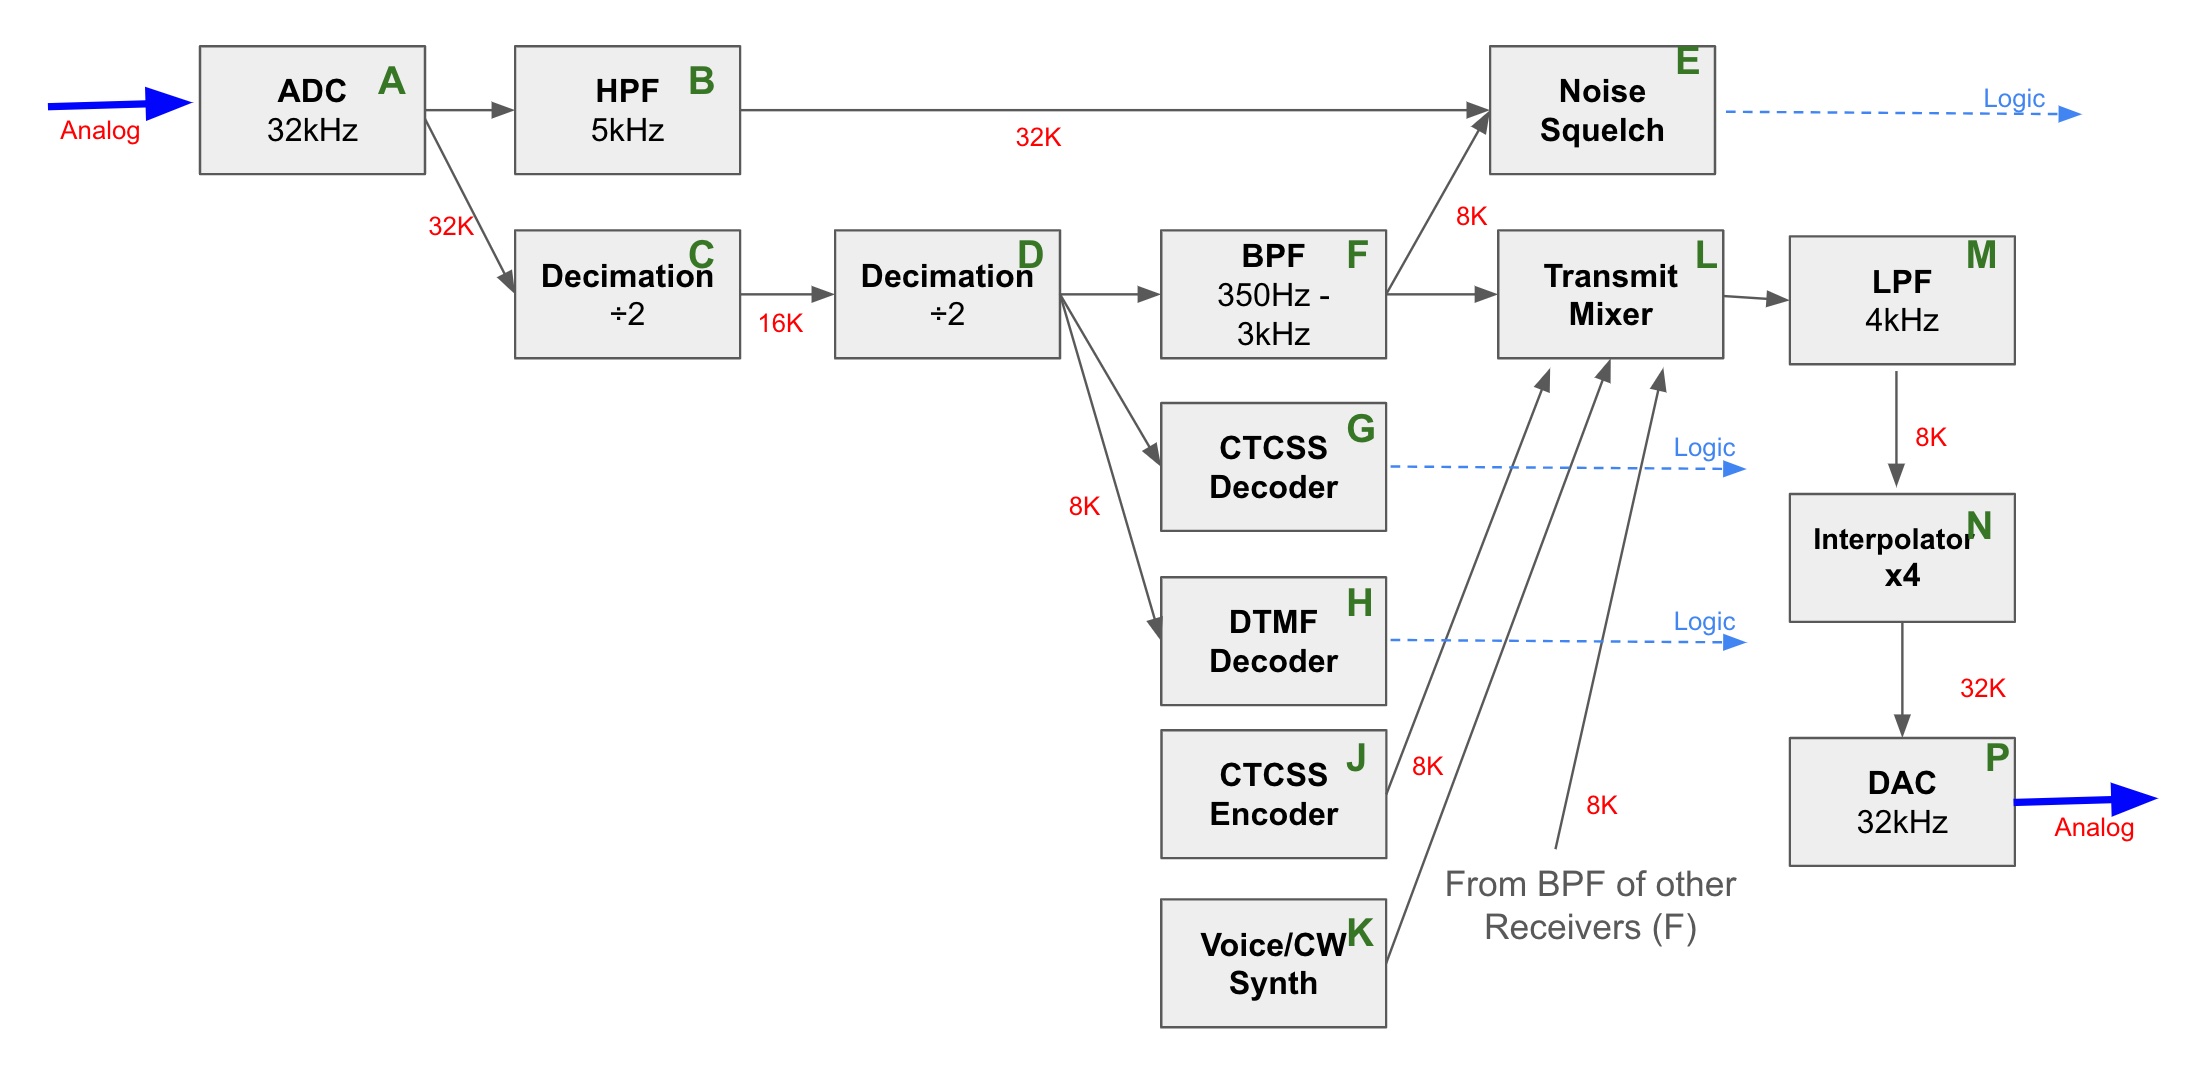 Analog
ADC
32kHz
A
HPF
5kHz
B
32K
Noise
Squelch
E
Logic
32K
Decimation
÷2
C
16K
Decimation
÷2
D
BPF
350Hz -
3kHz
F
8K
Transmit
Mixer
L
LPF
4kHz
M
8K
CTCSS
Decoder
G
Logic
8K
DTMF
Decoder
H
Logic
Interpolator
x4
N
32K
CTCSS
Encoder
J
8K
8K
DAC
32kHz
P
Analog
From BPF of other
Receivers (F)
Voice/CW
Synth
K